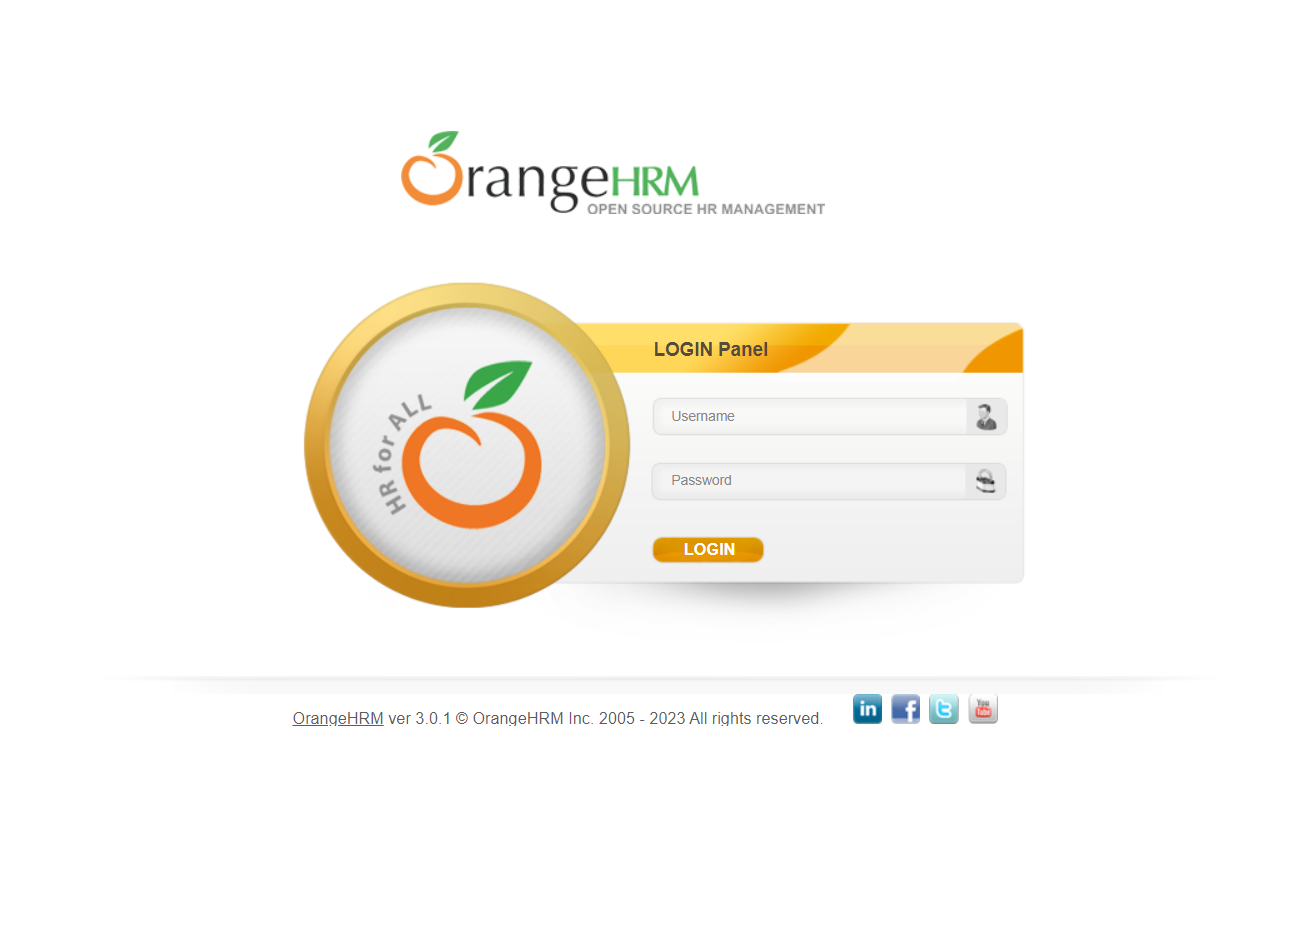 OrangeHRM
OPEN SOURCE HR MANAGEMENT
HR for ALL
LOGIN Panel
Username
Password
LOGIN
OrangeHRM ver 3.0.1 © OrangeHRM Inc. 2005 - 2023 All rights reserved.
in f t You Tube